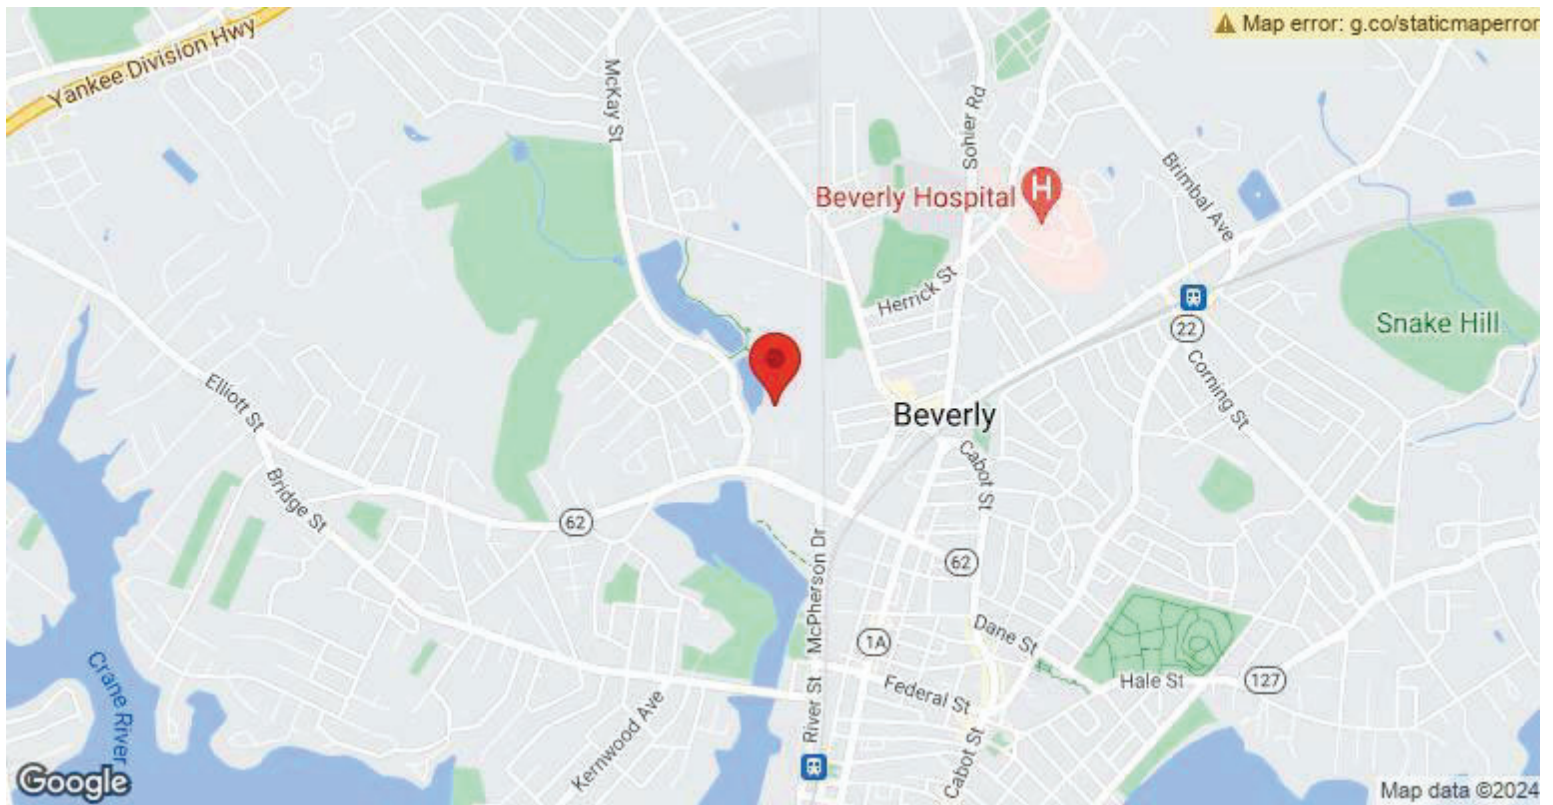 Map error: g.co/staticmaperror
Yankee Division Hwy
McKay St
Sohier Rd
Brimbal Ave
Beverly Hospital
H
Herrick St
Snake Hill
22
Corning St
Elliott St
Beverly
Cabot St
Bridge St
62
62
McPherson Dr
Dane St
1A
Crane River
Federal St
Hale St
127
Kernwood Ave
River St
Cabot St
Google
Map data ©2024